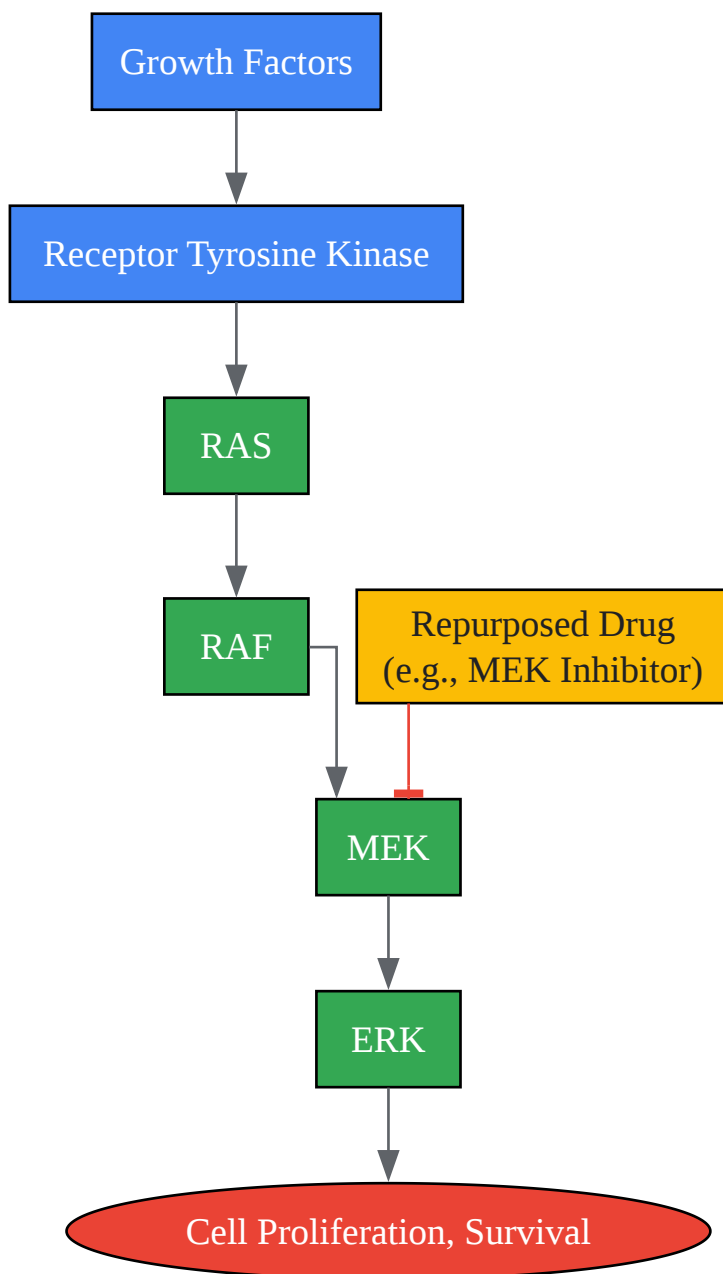 Growth Factors
Receptor Tyrosine Kinase
RAS
RAF
Repurposed Drug
(e.g., MEK Inhibitor)
MEK
ERK
Cell Proliferation, Survival